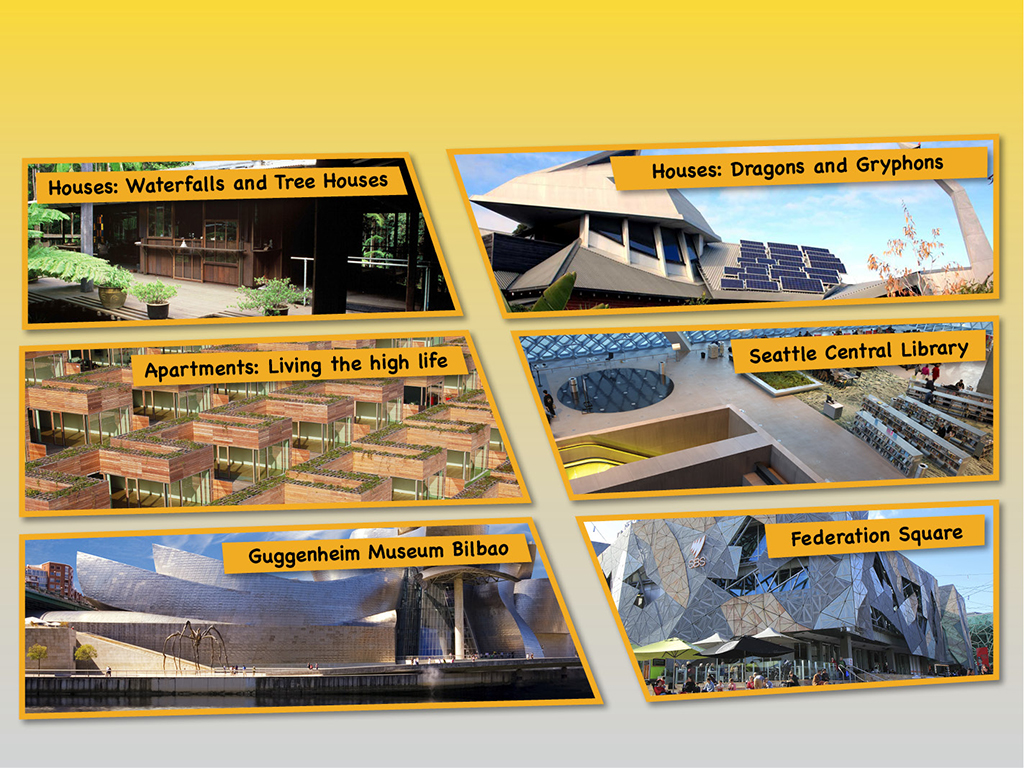 Houses: Waterfalls and Tree Houses
Houses: Dragons and Gryphons
Apartments: Living the high life
Seattle Central Library
Guggenheim Museum Bilbao
Federation Square
SBS